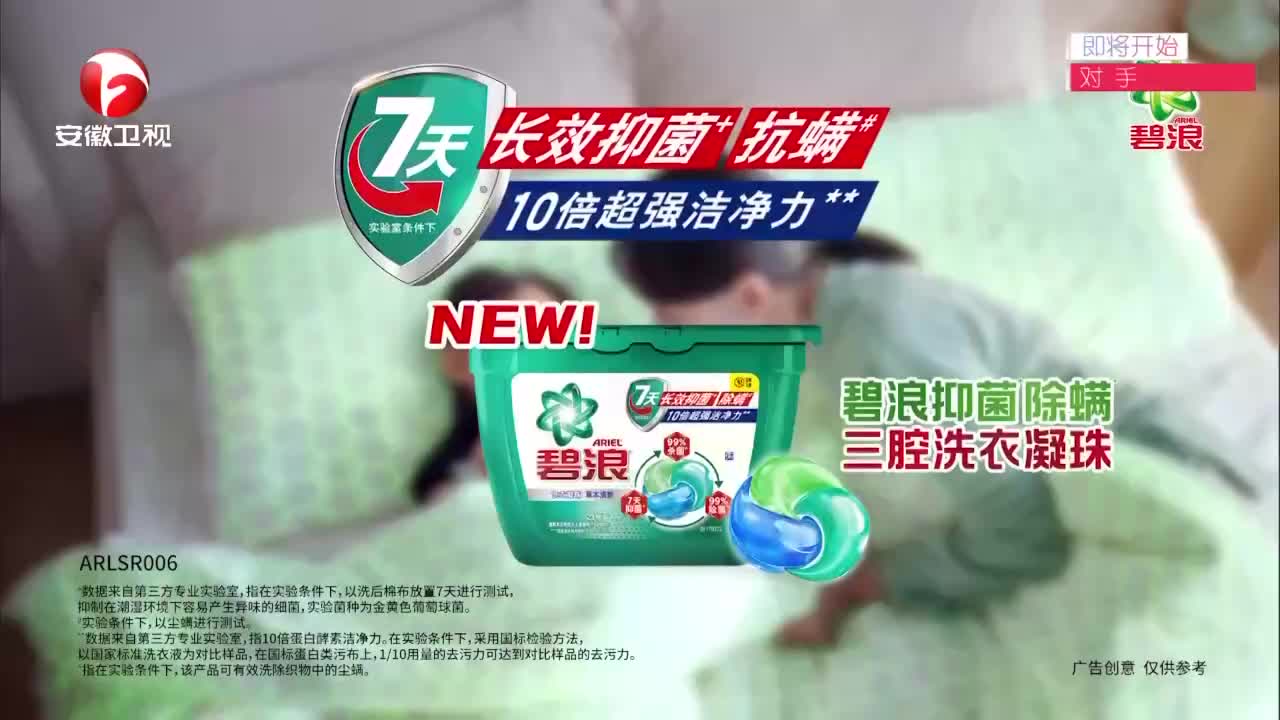 安徽卫视
即将开始
对手
ARIEL
碧浪
7天
实验室条件下
长效抑菌+ 抗螨#
10倍超强洁净力**
NEW!
7天
长效抑菌 除螨
10倍超强洁净力**
ARIEL
碧浪
99%
杀菌
7天
抑菌
99%
除螨
碧浪抑菌除螨
三腔洗衣凝珠
ARLSR006
数据来自第三方专业实验室,指在实验条件下,以洗后棉布放置7天进行测试,
抑制在潮湿环境下容易产生异味的细菌,实验菌种为金黄色葡萄球菌。
#实验条件下,以尘螨进行测试。
**数据来自第三方专业实验室,指10倍蛋白酵素洁净力。在实验条件下,采用国标检验方法,
以国家标准洗衣液为对比样品,在国标蛋白类污布上,1/10用量的去污力可达到对比样品的去污力。
指在实验条件下,该产品可有效洗除织物中的尘螨。
广告创意 仅供参考